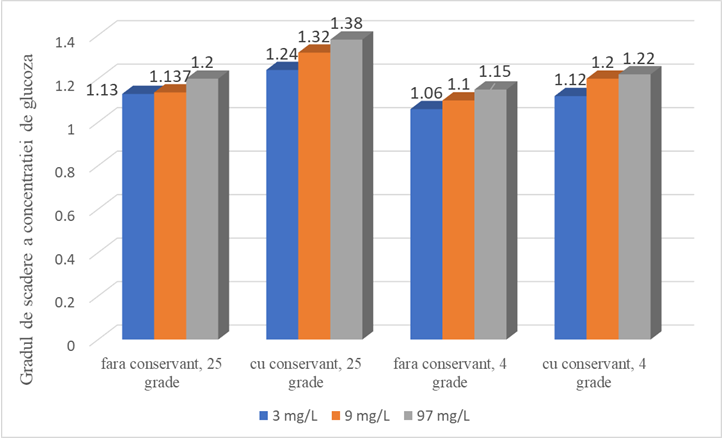 Gradul de scadere a concentratiei de glucoza
1.4
1.2
1
0.8
0.6
0.4
0.2
0
1.13
1.137
1.2
1.24
1.32
1.38
1.06
1.1
1.15
1.12
1.2
1.22
fara conservant, 25
grade
cu conservant, 25
grade
fara conservant, 4
grade
cu conservant, 4
grade
3 mg/L
9 mg/L
97 mg/L